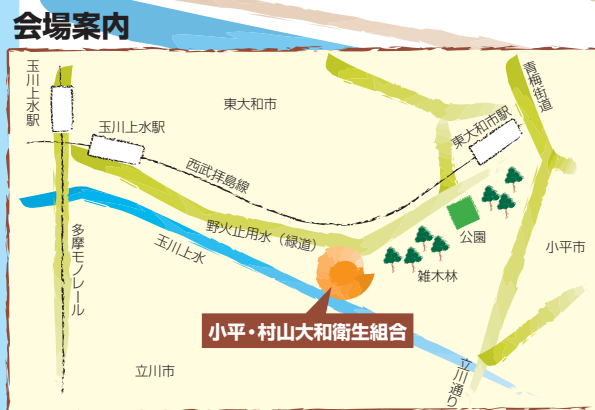 会場案内
玉川上水駅
玉川上水駅
東大和市
青梅街道
東大和市駅
西武拝島線
多摩モノレール
玉川上水
野火止用水（緑道）
公園
小平市
雑木林
小平・村山大和衛生組合
立川市
立川通り